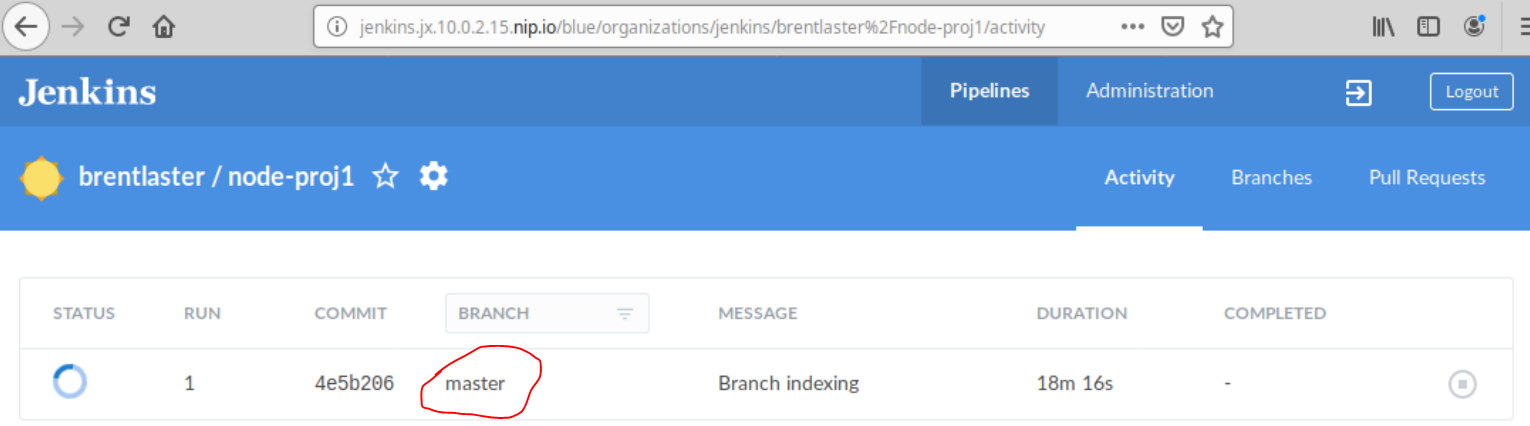 jenkins.jx.10.0.2.15.nip.io/blue/organizations/jenkins/brentlaster%2Fnode-proj1/activity
Jenkins Pipelines Administration Logout
brentlaster / node-proj1 Activity Branches Pull Requests
STATUS RUN COMMIT BRANCH MESSAGE DURATION COMPLETED
1 4e5b206 master Branch indexing 18m 16s -